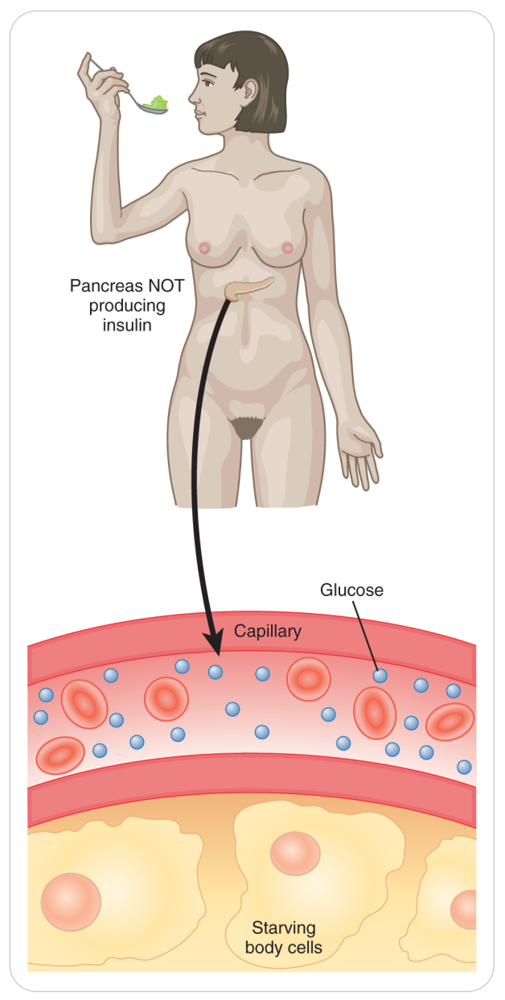 Pancreas NOT
producing
insulin
Glucose
Capillary
Starving
body cells